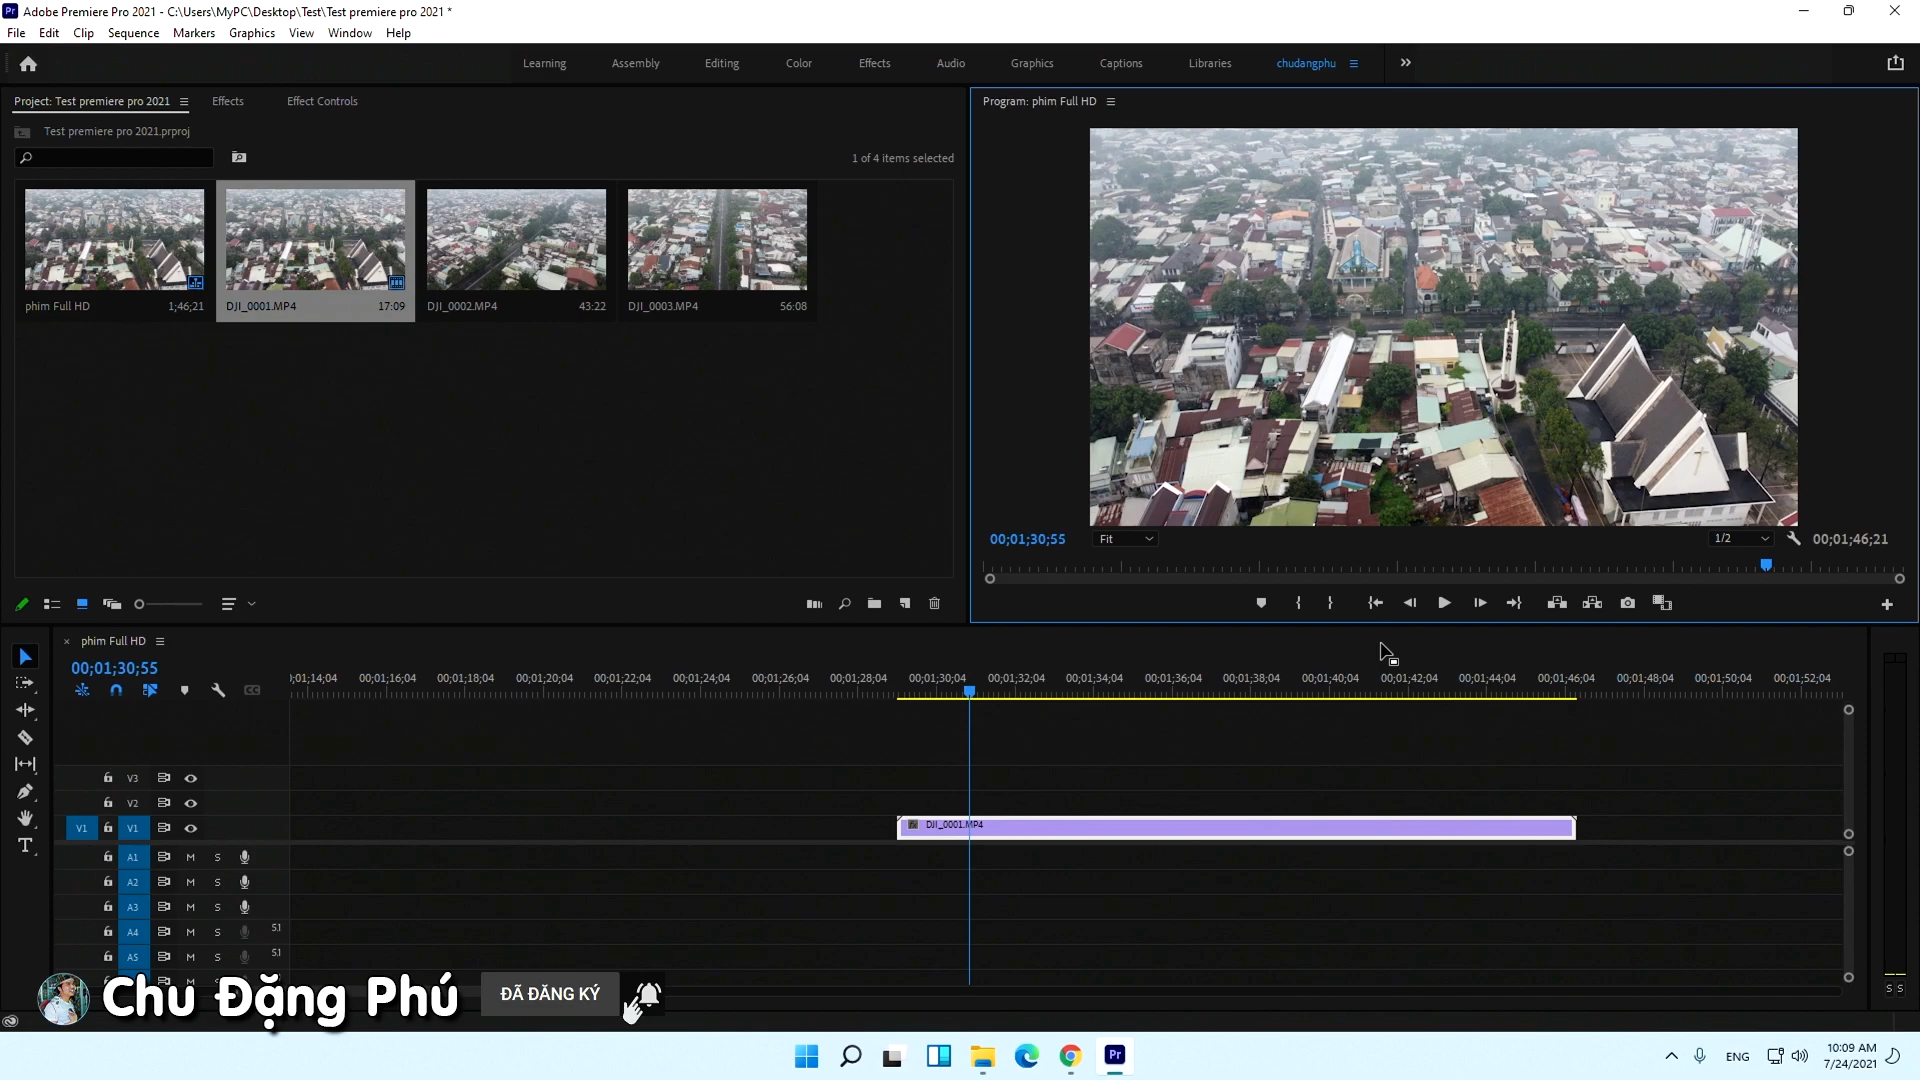 Adobe Premiere Pro 2021 - C:\Users\MyPC\Desktop\Test\Test premiere pro 2021 *
File Edit Clip Sequence Markers Graphics View Window Help
Learning Assembly Editing Color Effects Audio Graphics Captions Libraries chudangphu
Project: Test premiere pro 2021 Effects Effect Controls
Program: phim Full HD
Test premiere pro 2021.prproj
1 of 4 items selected
phim Full HD 1;46;21
DJI_0001.MP4 17:09
DJI_0002.MP4 43:22
DJI_0003.MP4 56:08
00;01;30;55 Fit 1/2 00;01;46;21
phim Full HD
00;01;30;55
;01;14;04 00;01;16;04 00;01;18;04 00;01;20;04 00;01;22;04 00;01;24;04 00;01;26;04 00;01;28;04 00;01;30;04 00;01;32;04 00;01;34;04 00;01;36;04 00;01;38;04 00;01;40;04 00;01;42;04 00;01;44;04 00;01;46;04 00;01;48;04 00;01;50;04 00;01;52;04
V3
V2
V1 V1
DJI_0001.MP4
A1 M S
A2 M S
A3 M S
A4 M S 5.1
A5 M S 5.1
Chu Đặng Phú
ĐÃ ĐĂNG KÝ
S S
Pr
ENG
10:09 AM
7/24/2021